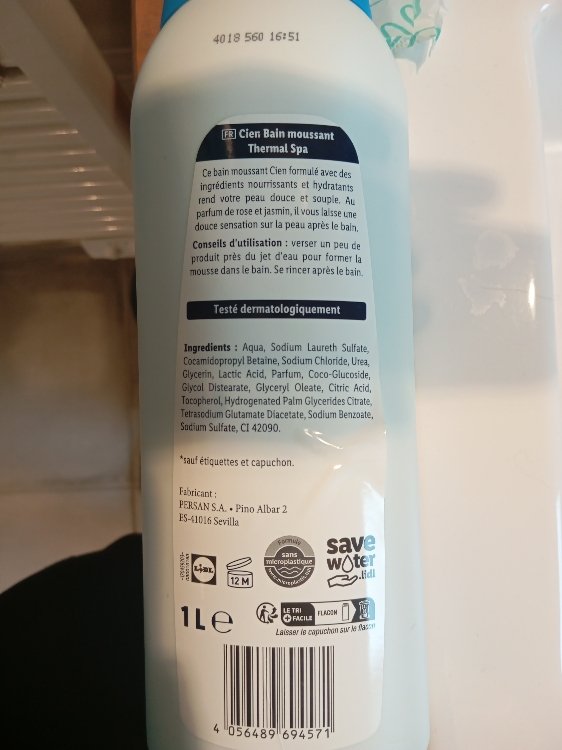 4018 560 16:51
FR Cien Bain moussant
Thermal Spa
Ce bain moussant Cien formulé avec des
ingrédients nourrissants et hydratants
rend votre peau douce et souple. Au
parfum de rose et jasmin, il vous laisse une
douce sensation sur la peau après le bain.
Conseils d'utilisation : verser un peu de
produit près du jet d'eau pour former la
mousse dans le bain. Se rincer après le bain.
Testé dermatologiquement
Ingredients : Aqua, Sodium Laureth Sulfate,
Cocamidopropyl Betaine, Sodium Chloride, Urea,
Glycerin, Lactic Acid, Parfum, Coco-Glucoside,
Glycol Distearate, Glyceryl Oleate, Citric Acid,
Tocopherol, Hydrogenated Palm Glycerides Citrate,
Tetrasodium Glutamate Diacetate, Sodium Benzoate,
Sodium Sulfate, CI 42090.
*sauf étiquettes et capuchon.
Fabricant :
PERSAN S.A. • Pino Albar 2
ES-41016 Sevilla
LIDL
12 M
Formule
sans
microplastique
save
water
.lidl
1 L e
LE TRI
+ FACILE
FLACON
Laisser le capuchon sur le flacon
4 056489 694571